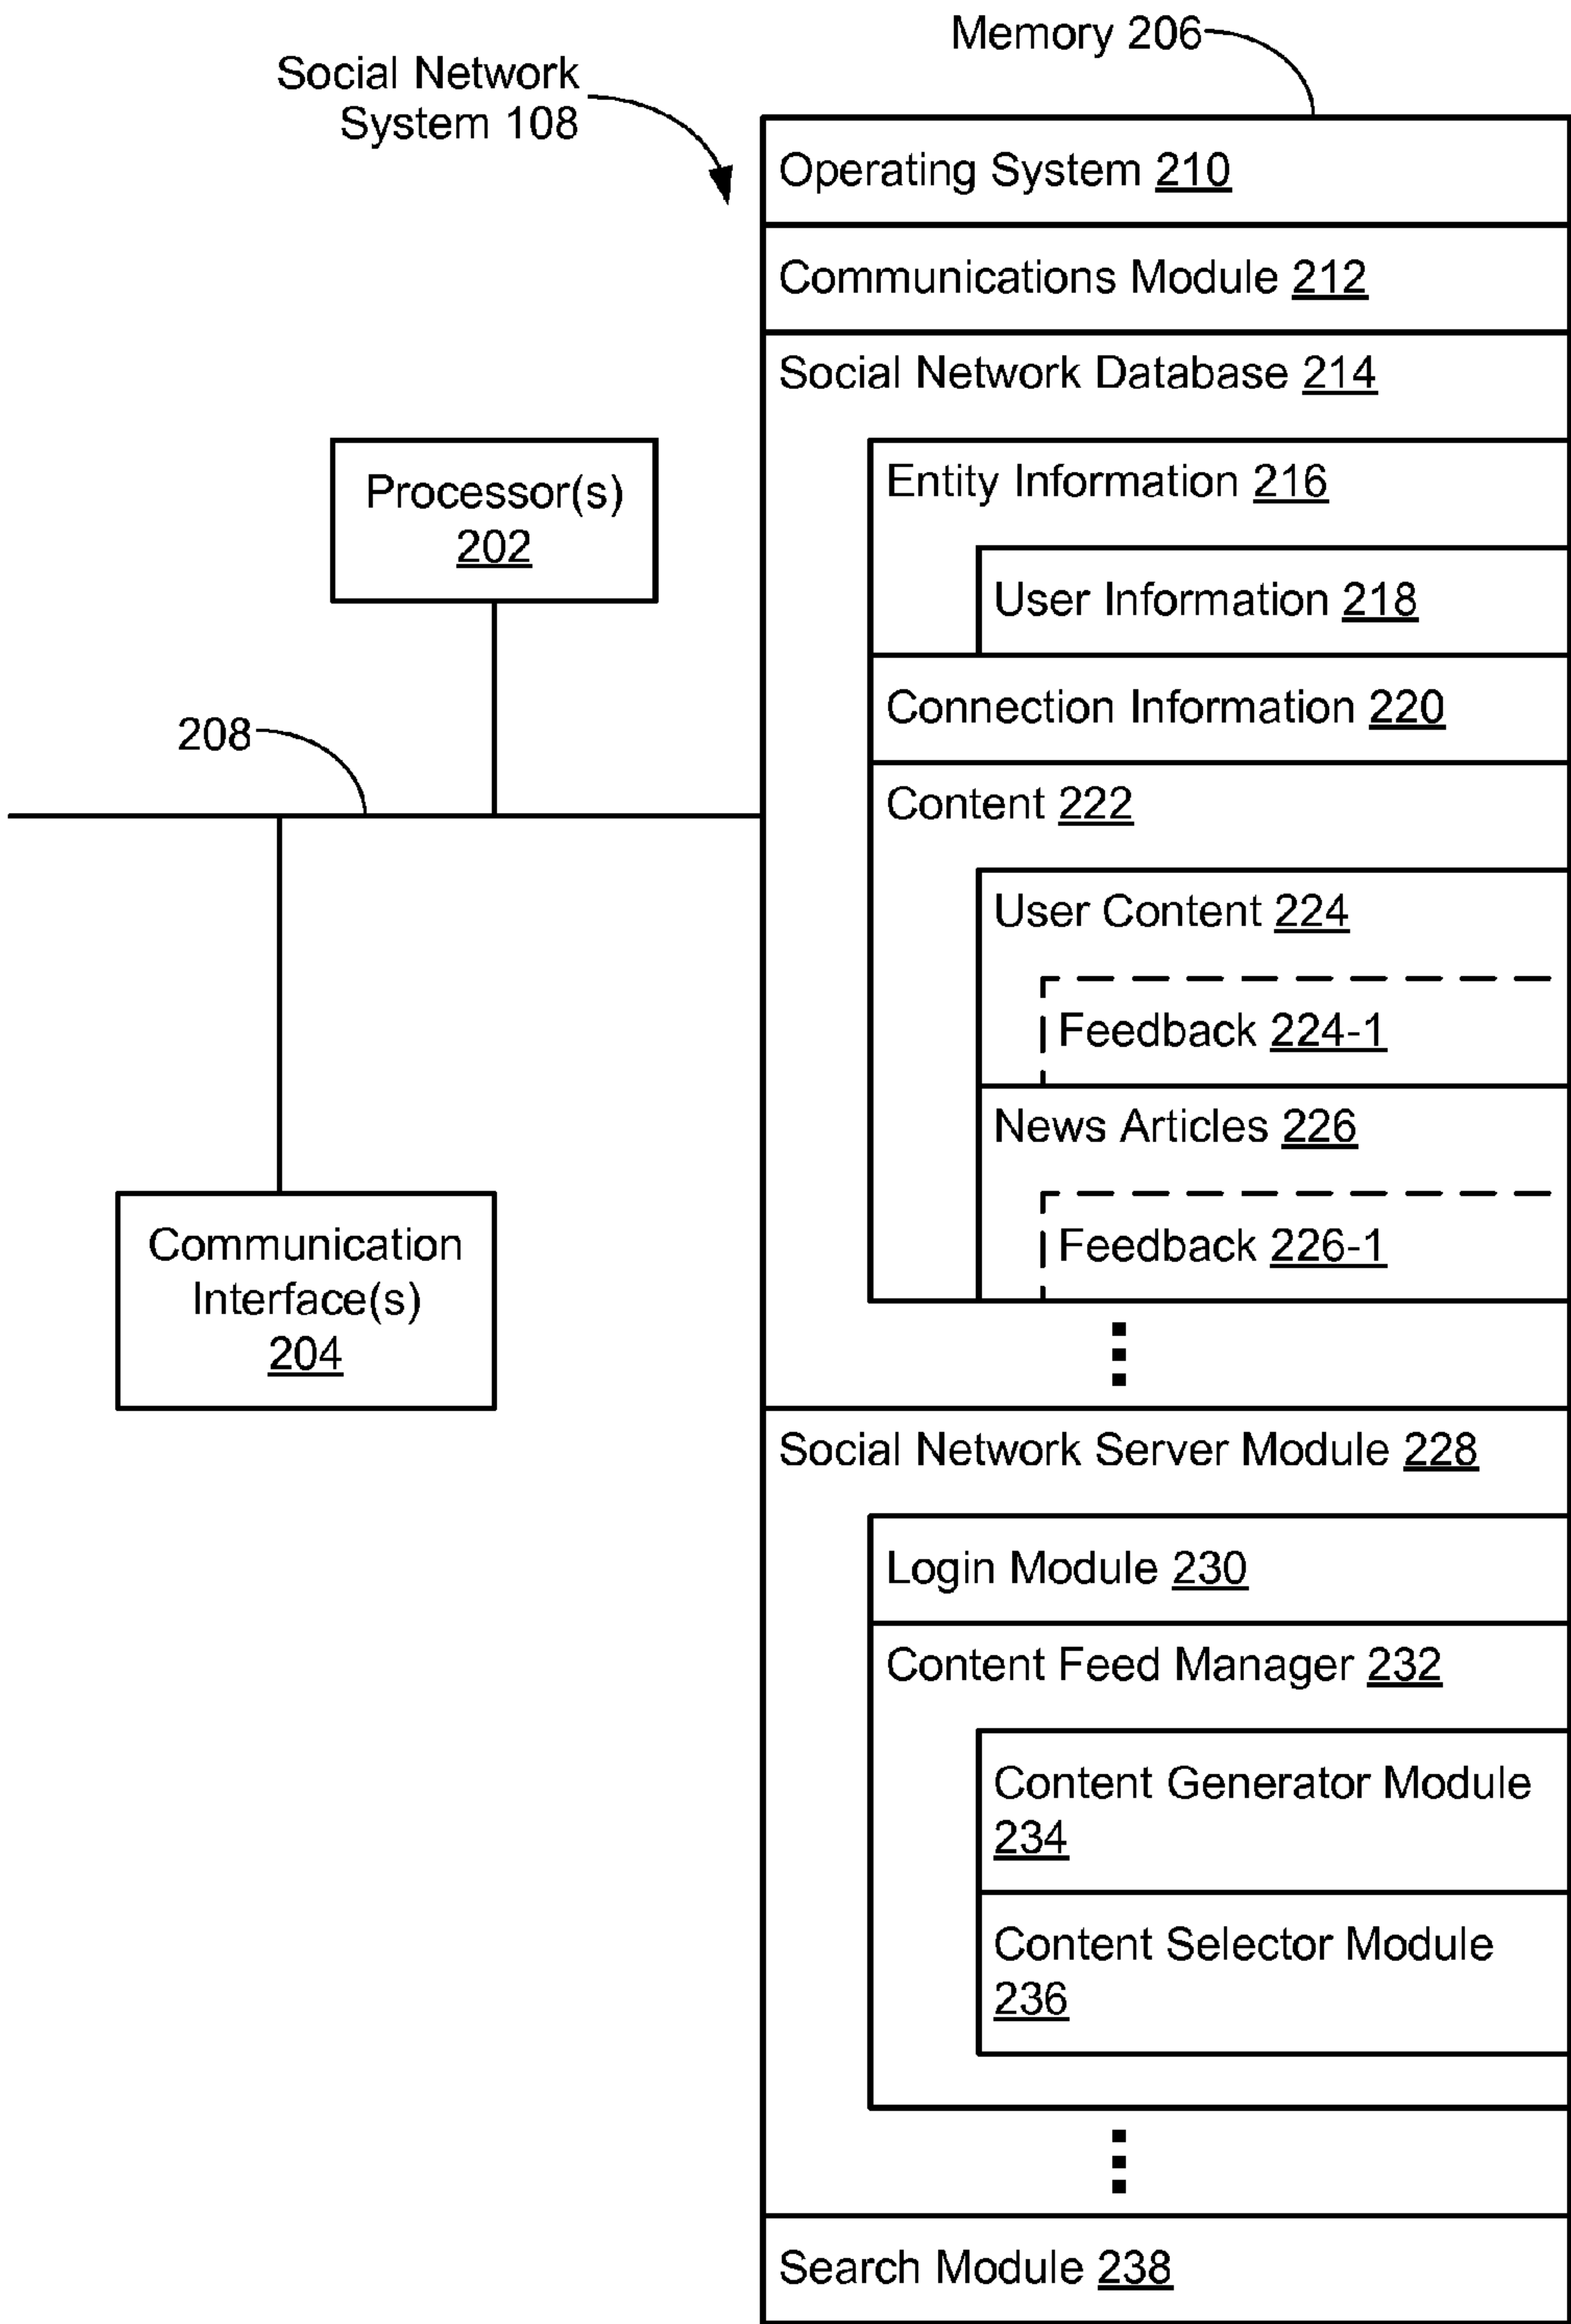 Memory 206
Social Network
System 108
Operating System 210
Communications Module 212
Social Network Database 214
Entity Information 216
Processor(s)
202
User Information 218
Connection Information 220
208
Content 222
User Content 224
Feedback 224-1
News Articles 226
Feedback 226-1
Communication
Interface(s)
204
Social Network Server Module 228
Login Module 230
Content Feed Manager 232
Content Generator Module
234
Content Selector Module
236
Search Module 238